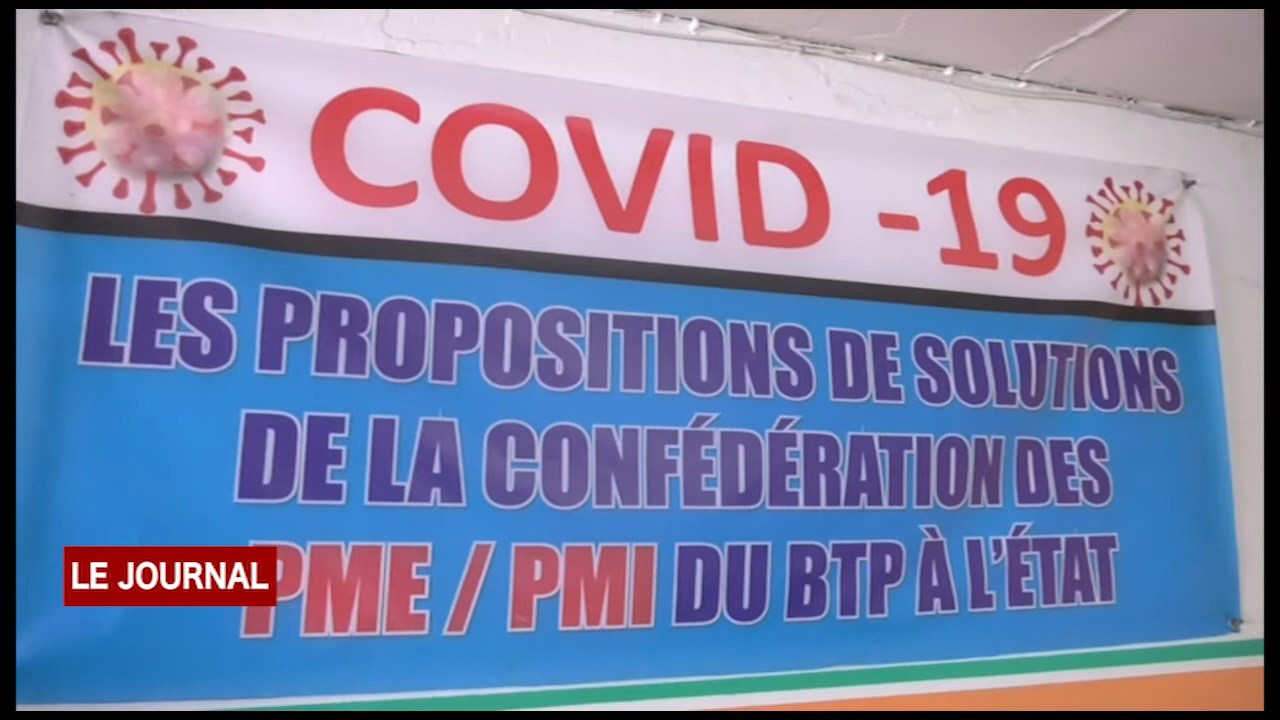 COVID -19
LES PROPOSITIONS DE SOLUTIONS
DE LA CONFÉDÉRATION DES
PME / PMI DU BTP À L'ÉTAT
LE JOURNAL